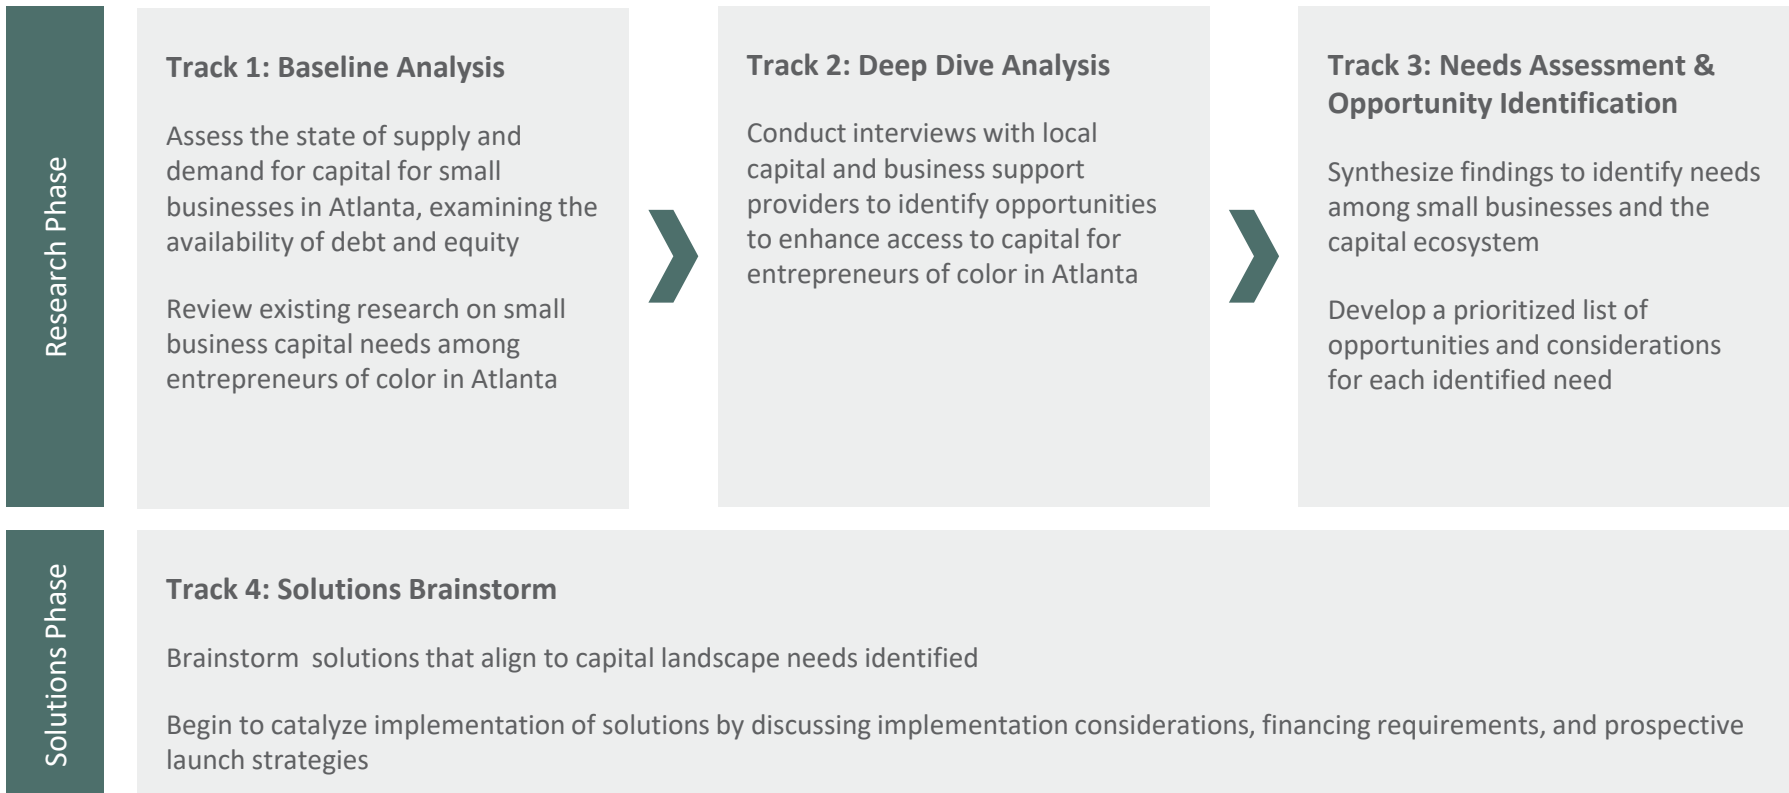 Research Phase
Track 1: Baseline Analysis
Assess the state of supply and
demand for capital for small
businesses in Atlanta, examining the
availability of debt and equity
Review existing research on small
business capital needs among
entrepreneurs of color in Atlanta
Track 2: Deep Dive Analysis
Conduct interviews with local
capital and business support
providers to identify opportunities
to enhance access to capital for
entrepreneurs of color in Atlanta
Track 3: Needs Assessment &
Opportunity Identification
Synthesize findings to identify needs
among small businesses and the
capital ecosystem
Develop a prioritized list of
opportunities and considerations
for each identified need
Solutions Phase
Track 4: Solutions Brainstorm
Brainstorm  solutions that align to capital landscape needs identified
Begin to catalyze implementation of solutions by discussing implementation considerations, financing requirements, and prospective
launch strategies